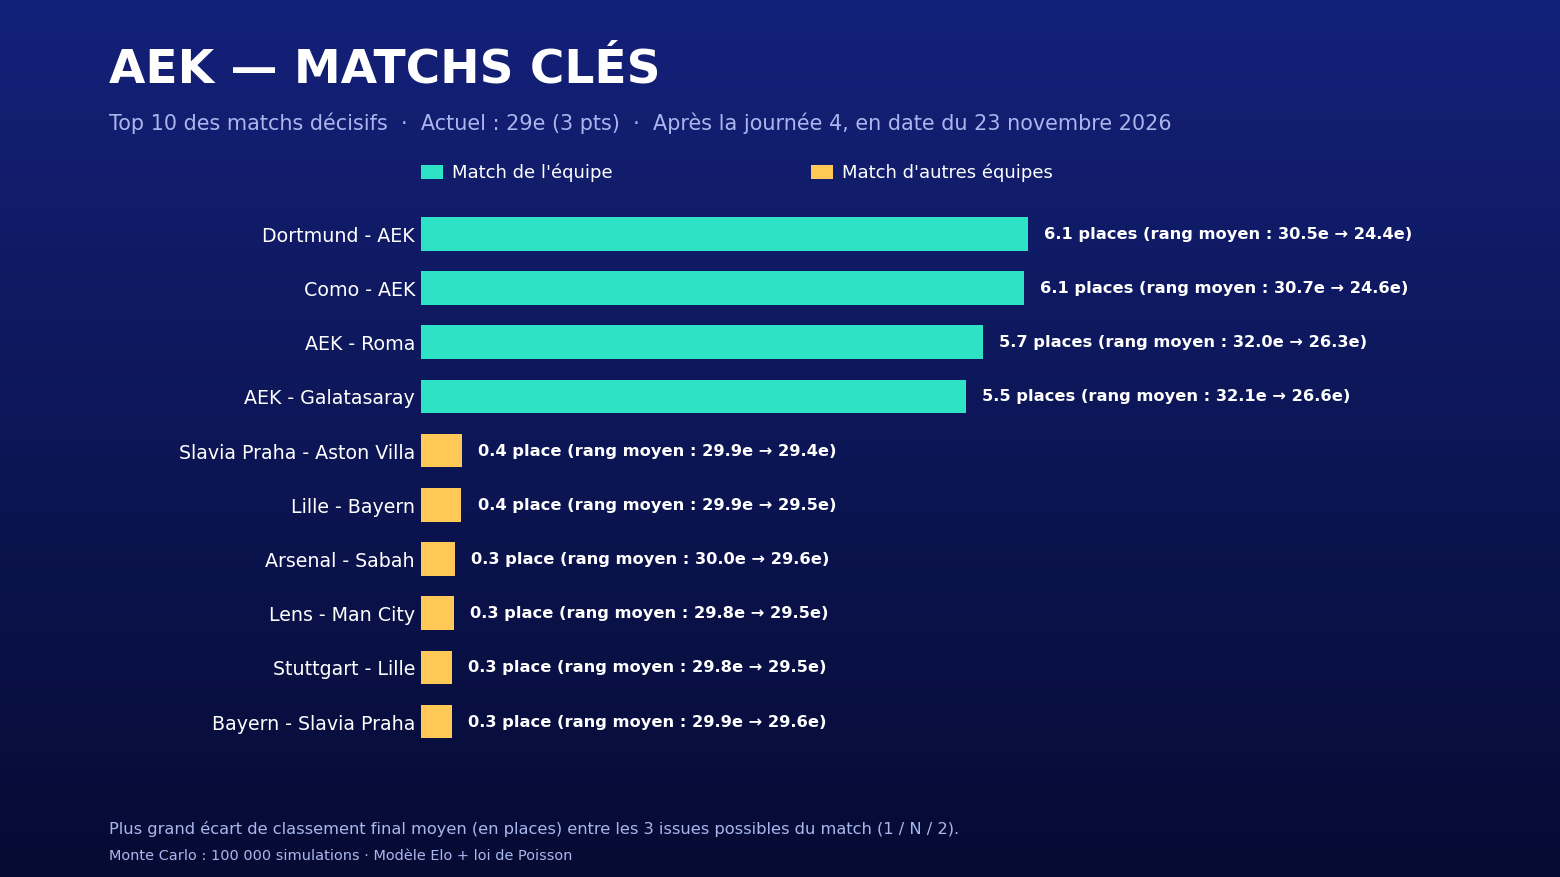 AEK — MATCHS CLÉS
Top 10 des matchs décisifs · Actuel : 29e (3 pts) · Après la journée 4, en date du 23 novembre 2026
Match de l'équipe Match d'autres équipes
Dortmund - AEK 6.1 places (rang moyen : 30.5e → 24.4e)
Como - AEK 6.1 places (rang moyen : 30.7e → 24.6e)
AEK - Roma 5.7 places (rang moyen : 32.0e → 26.3e)
AEK - Galatasaray 5.5 places (rang moyen : 32.1e → 26.6e)
Slavia Praha - Aston Villa 0.4 place (rang moyen : 29.9e → 29.4e)
Lille - Bayern 0.4 place (rang moyen : 29.9e → 29.5e)
Arsenal - Sabah 0.3 place (rang moyen : 30.0e → 29.6e)
Lens - Man City 0.3 place (rang moyen : 29.8e → 29.5e)
Stuttgart - Lille 0.3 place (rang moyen : 29.8e → 29.5e)
Bayern - Slavia Praha 0.3 place (rang moyen : 29.9e → 29.6e)
Plus grand écart de classement final moyen (en places) entre les 3 issues possibles du match (1 / N / 2).
Monte Carlo : 100 000 simulations · Modèle Elo + loi de Poisson